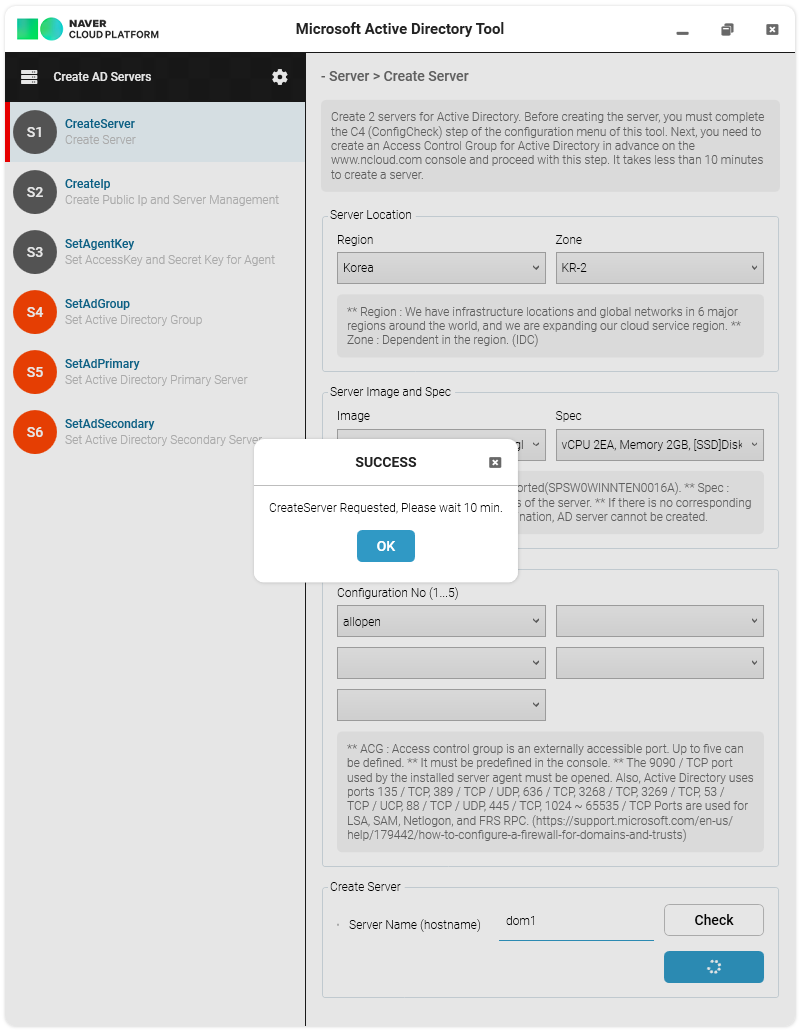 NAVER
CLOUD PLATFORM
Microsoft Active Directory Tool
Create AD Servers
S1
CreateServer
Create Server
S2
CreateIp
Create Public Ip and Server Management
S3
SetAgentKey
Set AccessKey and Secret Key for Agent
S4
SetAdGroup
Set Active Directory Group
S5
SetAdPrimary
Set Active Directory Primary Server
S6
SetAdSecondary
Set Active Directory Secondary Server
- Server > Create Server
Create 2 servers for Active Directory. Before creating the server, you must complete
the C4 (ConfigCheck) step of the configuration menu of this tool. Next, you need to
create an Access Control Group for Active Directory in advance on the
www.ncloud.com console and proceed with this step. It takes less than 10 minutes
to create a server.
Server Location
Region
Zone
Korea
KR-2
** Region : We have infrastructure locations and global networks in 6 major
regions around the world, and we are expanding our cloud service region. **
Zone : Dependent in the region. (IDC)
Server Image and Spec
Image
Spec
vCPU 2EA, Memory 2GB, [SSD]Disk
orted(SPSW0WINNTEN0016A). ** Spec :
s of the server. ** If there is no corresponding
nation, AD server cannot be created.
SUCCESS
CreateServer Requested, Please wait 10 min.
OK
Configuration No (1...5)
allopen
** ACG : Access control group is an externally accessible port. Up to five can
be defined. ** It must be predefined in the console. ** The 9090 / TCP port
used by the installed server agent must be opened. Also, Active Directory uses
ports 135 / TCP, 389 / TCP / UDP, 636 / TCP, 3268 / TCP, 3269 / TCP, 53 /
TCP / UCP, 88 / TCP / UDP, 445 / TCP, 1024 ~ 65535 / TCP Ports are used for
LSA, SAM, Netlogon, and FRS RPC. (https://support.microsoft.com/en-us/
help/179442/how-to-configure-a-firewall-for-domains-and-trusts)
Create Server
Server Name (hostname)
dom1
Check